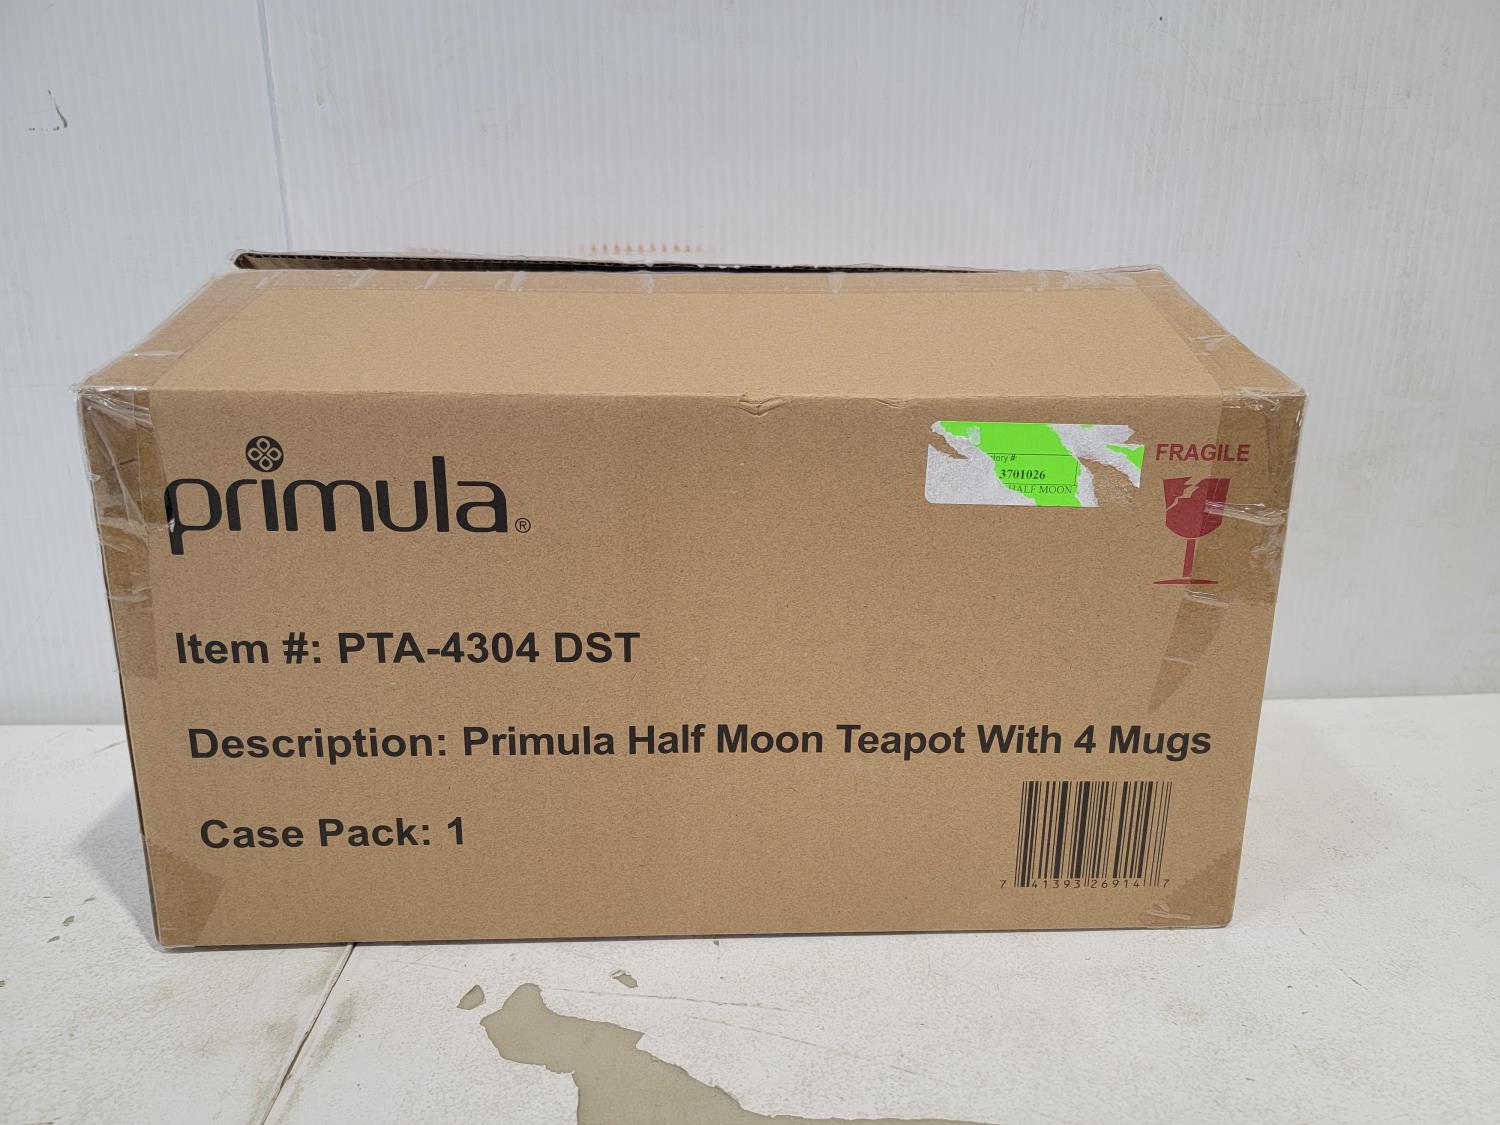 primula®
#:
3701026
HALF MOON
FRAGILE
Item #: PTA-4304 DST
Description: Primula Half Moon Teapot With 4 Mugs
Case Pack: 1
7 41393 26914 7